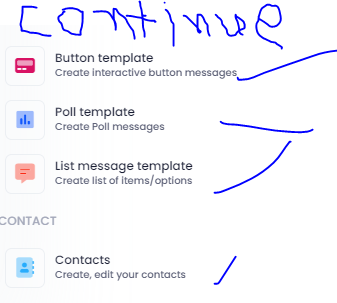 continue
Button template
Create interactive button messages
Poll template
Create Poll messages
List message template
Create list of items/options
CONTACT
Contacts
Create, edit your contacts